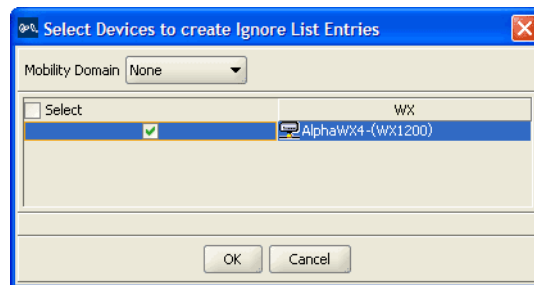 Select Devices to create Ignore List Entries
Mobility Domain None
Select WX
AlphaWX4-(WX1200)
OK Cancel